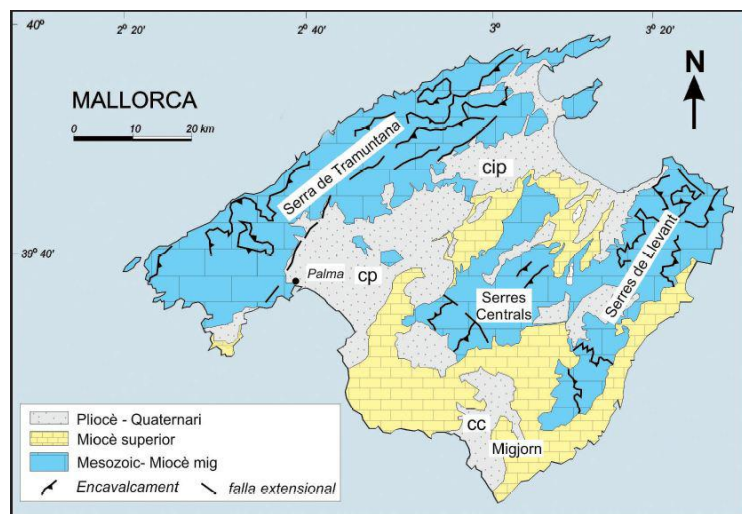 40°
2° 20'
2° 40'
3°
3° 20'
N
MALLORCA
0 10 20 km
Serra de Tramuntana
cip
39° 40'
Serres de Llevant
Palma
cp
Serres
Centrals
cc
Migjorn
Pliocè - Quaternari
Miocè superior
Mesozoic- Miocè mig
Encavalcament
falla extensional